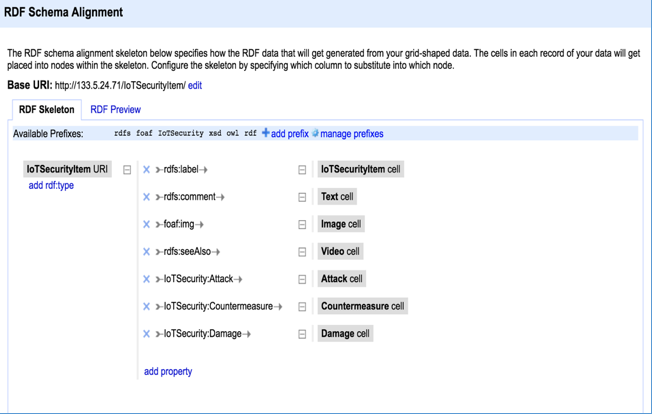 RDF Schema Alignment
The RDF schema alignment skeleton below specifies how the RDF data that will get generated from your grid-shaped data. The cells in each record of your data will get
placed into nodes within the skeleton. Configure the skeleton by specifying which column to substitute into which node.
Base URI: http://133.5.24.71/IoTSecurityItem/ edit
RDF Skeleton RDF Preview
Available Prefixes: rdfs foaf IoTSecurity xsd owl rdf add prefix manage prefixes
IoTSecurityItem URI rdfs:label IoTSecurityItem cell
add rdf:type
rdfs:comment Text cell
foaf:img Image cell
rdfs:seeAlso Video cell
IoTSecurity:Attack Attack cell
IoTSecurity:Countermeasure Countermeasure cell
IoTSecurity:Damage Damage cell
add property